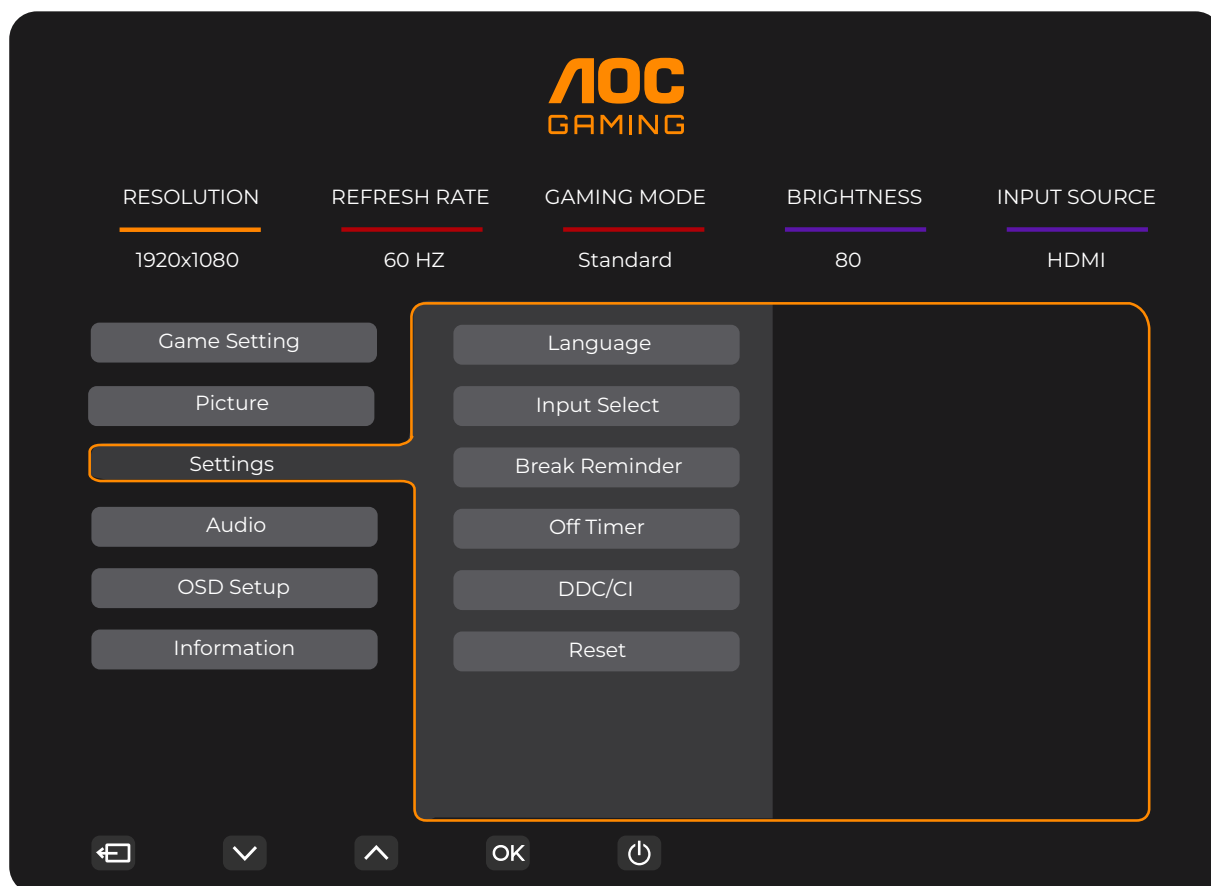 AOC
GAMING
RESOLUTION REFRESH RATE GAMING MODE BRIGHTNESS INPUT SOURCE
1920x1080 60 HZ Standard 80 HDMI
Game Setting Language
Picture Input Select
Settings Break Reminder
Audio Off Timer
OSD Setup DDC/CI
Information Reset
OK